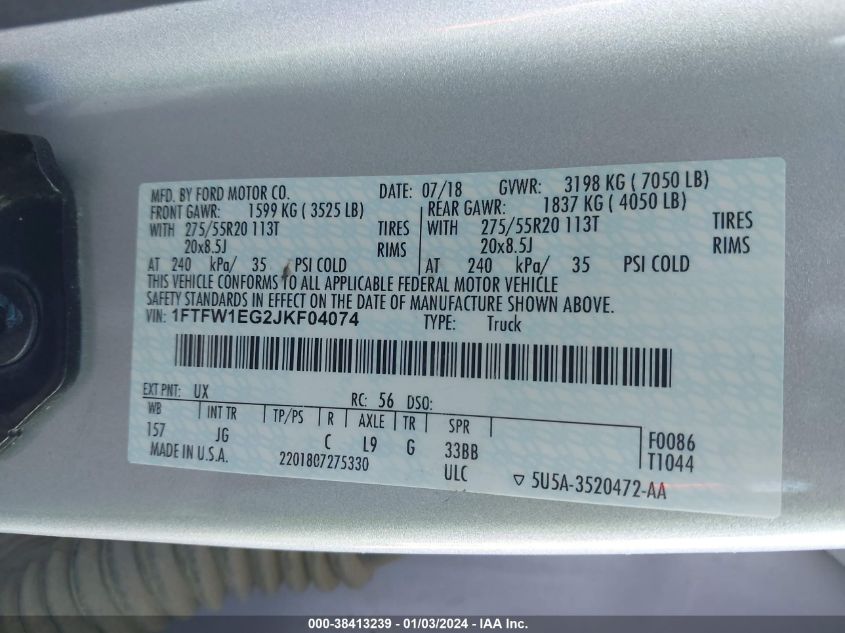 MFD. BY FORD MOTOR CO. DATE: 07/18 GVWR: 3198 KG ( 7050 LB)
FRONT GAWR: 1599 KG ( 3525 LB) REAR GAWR: 1837 KG ( 4050 LB)
WITH 275/55R20 113T TIRES WITH 275/55R20 113T TIRES
20x8.5J RIMS 20x8.5J RIMS
AT 240 kPa/ 35 PSI COLD AT 240 kPa/ 35 PSI COLD
THIS VEHICLE CONFORMS TO ALL APPLICABLE FEDERAL MOTOR VEHICLE
SAFETY STANDARDS IN EFFECT ON THE DATE OF MANUFACTURE SHOWN ABOVE.
VIN: 1FTFW1EG2JKF04074 TYPE: Truck
EXT PNT: UX RC: 56 DSO:
WB INT TR TP/PS R AXLE TR SPR
157 JG C L9 G 33BB F0086
MADE IN U.S.A. 2201807275330 ULC T1044
▽ 5U5A-3520472-AA
000-38413239 - 01/03/2024 - IAA Inc.